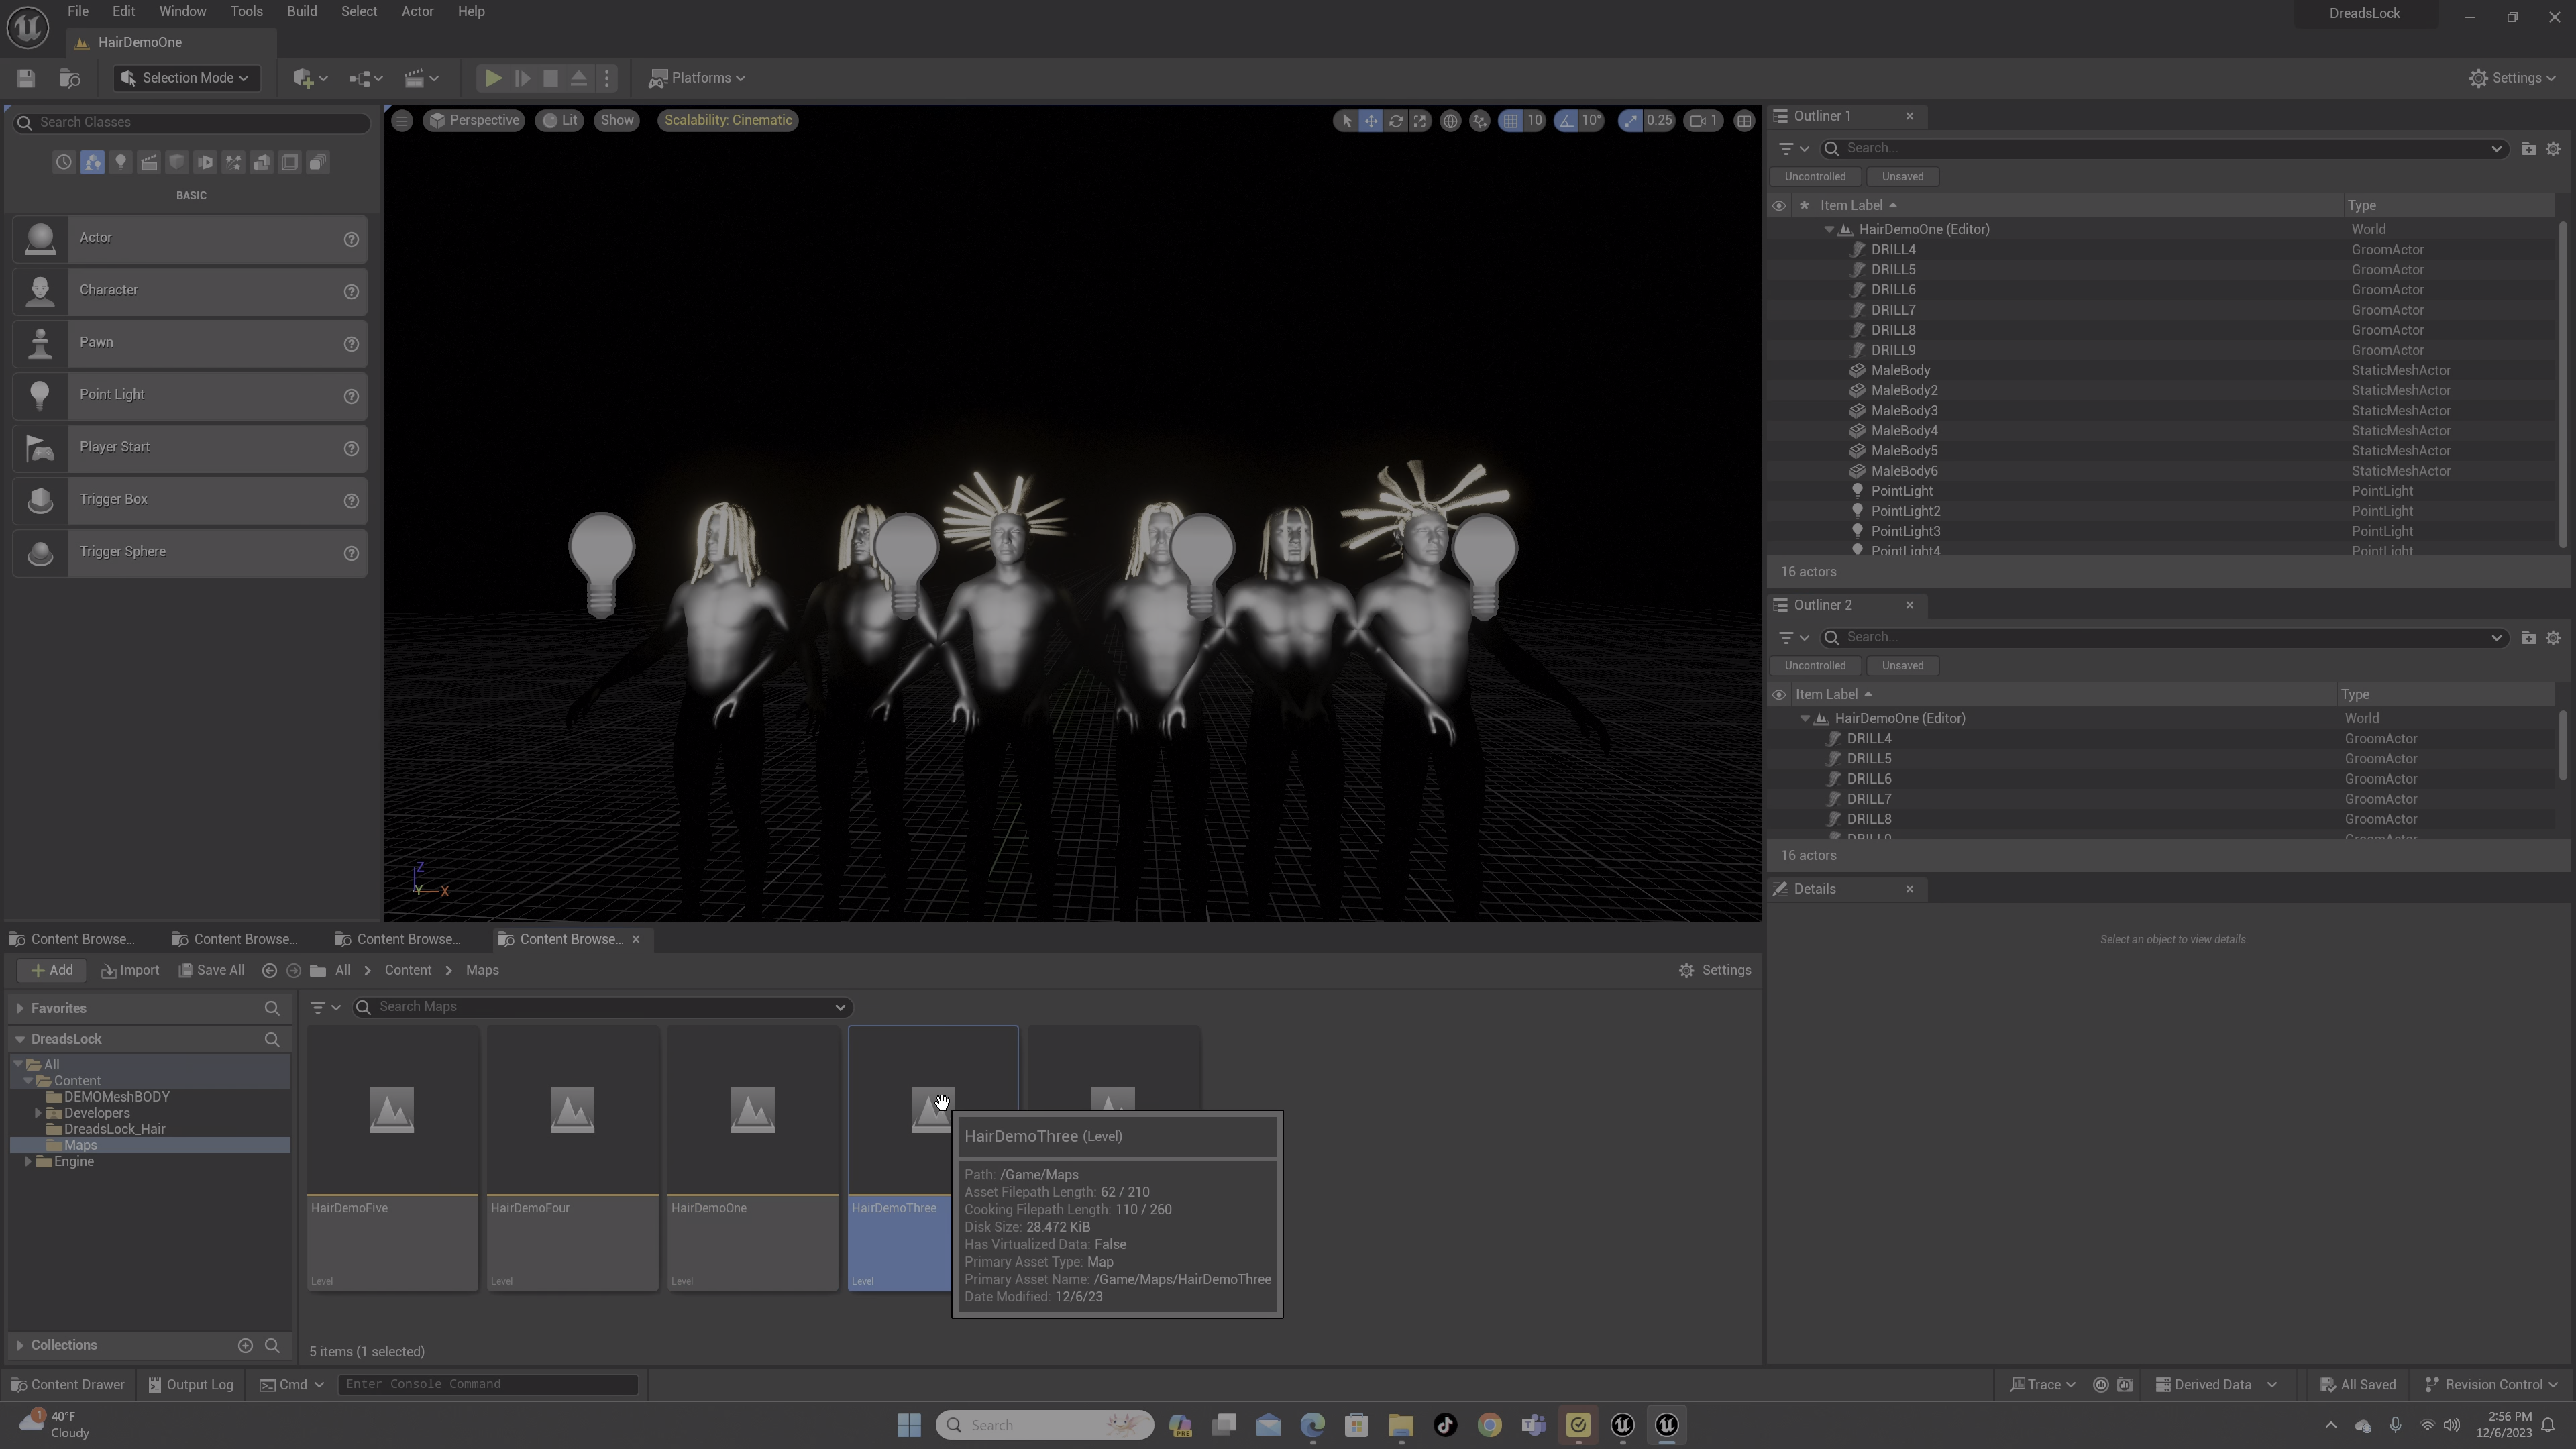 File Edit Window Tools Build Select Actor Help
DreadsLock
HairDemoOne
Selection Mode
Platforms
Settings
Search Classes
BASIC
Actor
Character
Pawn
Point Light
Player Start
Trigger Box
Trigger Sphere
Perspective Lit Show Scalability: Cinematic
10 10° 0.25 1
Z
Y X
Outliner 1
Search...
Uncontrolled Unsaved
Item Label Type
HairDemoOne (Editor) World
DRILL4 GroomActor
DRILL5 GroomActor
DRILL6 GroomActor
DRILL7 GroomActor
DRILL8 GroomActor
DRILL9 GroomActor
MaleBody StaticMeshActor
MaleBody2 StaticMeshActor
MaleBody3 StaticMeshActor
MaleBody4 StaticMeshActor
MaleBody5 StaticMeshActor
MaleBody6 StaticMeshActor
PointLight PointLight
PointLight2 PointLight
PointLight3 PointLight
PointLight4 PointLight
16 actors
Outliner 2
Search...
Uncontrolled Unsaved
Item Label Type
HairDemoOne (Editor) World
DRILL4 GroomActor
DRILL5 GroomActor
DRILL6 GroomActor
DRILL7 GroomActor
DRILL8 GroomActor
DRILL9 GroomActor
16 actors
Details
Select an object to view details.
Content Browse... Content Browse... Content Browse... Content Browse...
Add Import Save All All Content Maps Settings
Favorites
DreadsLock
All
Content
DEMOMeshBODY
Developers
DreadsLock_Hair
Maps
Engine
Collections
Search Maps
HairDemoFive HairDemoFour HairDemoOne HairDemoThree
Level Level Level Level
HairDemoThree (Level)
Path: /Game/Maps
Asset Filepath Length: 62 / 210
Cooking Filepath Length: 110 / 260
Disk Size: 28.472 KiB
Has Virtualized Data: False
Primary Asset Type: Map
Primary Asset Name: /Game/Maps/HairDemoThree
Date Modified: 12/6/23
5 items (1 selected)
Content Drawer Output Log Cmd Enter Console Command Trace Derived Data All Saved Revision Control
1
40°F
Cloudy
Search
PRE
2:56 PM
12/6/2023